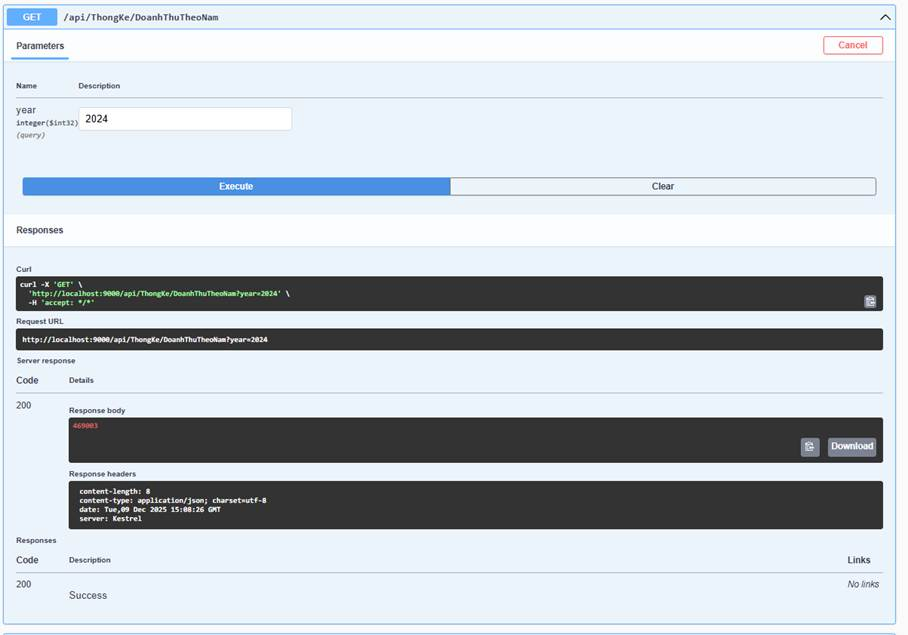 GET /api/ThongKe/DoanhThuTheoNam
Parameters
Cancel
Name Description
year
integer($int32)
(query)
2024
Execute Clear
Responses
Curl
curl -X 'GET' \
'http://localhost:9000/api/ThongKe/DoanhThuTheoNam?year=2024' \
-H 'accept: */*'
Request URL
http://localhost:9000/api/ThongKe/DoanhThuTheoNam?year=2024
Server response
Code Details
200
Response body
469003
Download
Response headers
content-length: 8
content-type: application/json; charset=utf-8
date: Tue,09 Dec 2025 15:08:26 GMT
server: Kestrel
Responses
Code Description Links
200
Success
No links